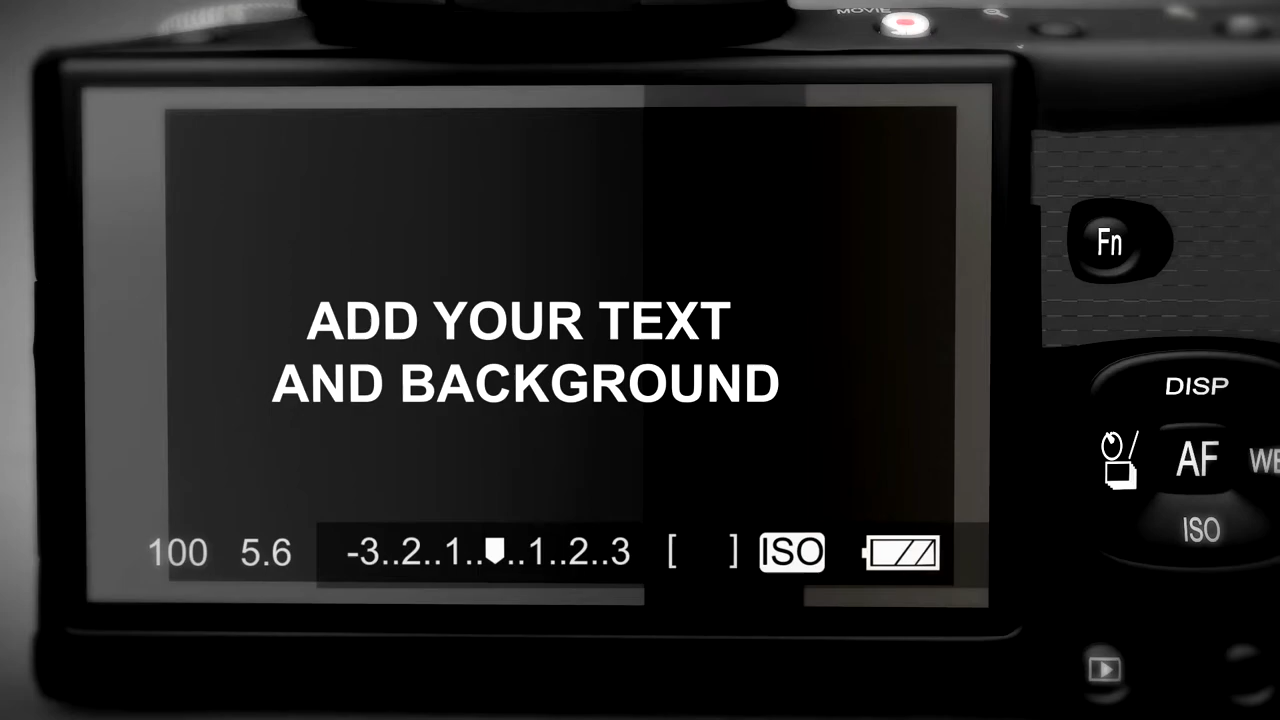 MOVIE
ADD YOUR TEXT
AND BACKGROUND
100 5.6 -3..2..1....1..2..3 [ ] ISO
Fn
DISP
AF
ISO